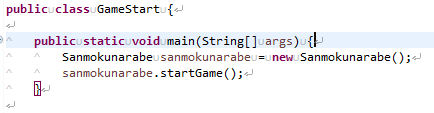 public class GameStart {

    public static void main(String[] args) {
        Sanmokunarabe sanmokunarabe = new Sanmokunarabe();
        sanmokunarabe.startGame();
    }